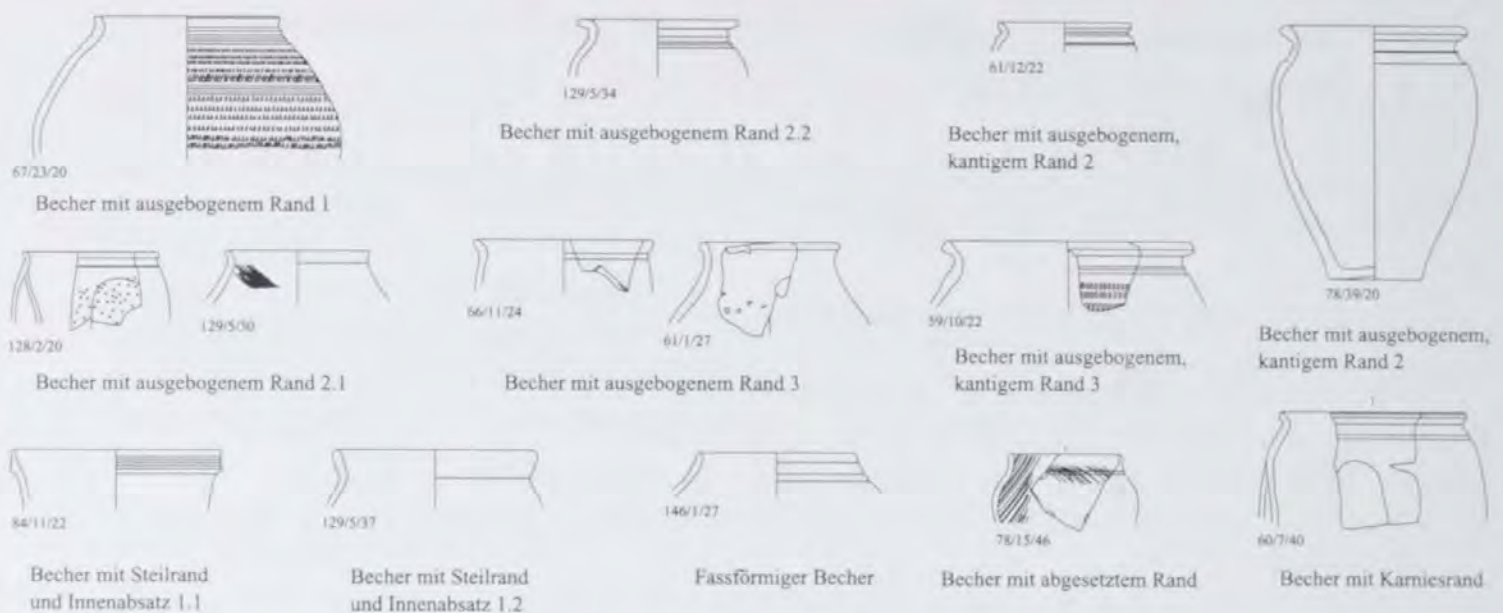 67/23/20
Becher mit ausgebogenem Rand 1
129/5/34
Becher mit ausgebogenem Rand 2.2
61/12/22
Becher mit ausgebogenem,
kantigem Rand 2
78/39/20
Becher mit ausgebogenem,
kantigem Rand 2
128/2/20
129/5/30
Becher mit ausgebogenem Rand 2.1
66/11/24
61/1/27
Becher mit ausgebogenem Rand 3
59/10/22
Becher mit ausgebogenem,
kantigem Rand 3
84/11/22
Becher mit Steilrand
und Innenabsatz 1.1
129/5/37
Becher mit Steilrand
und Innenabsatz 1.2
146/1/27
Fassförmiger Becher
78/15/46
Becher mit abgesetztem Rand
60/7/40
Becher mit Karniesrand